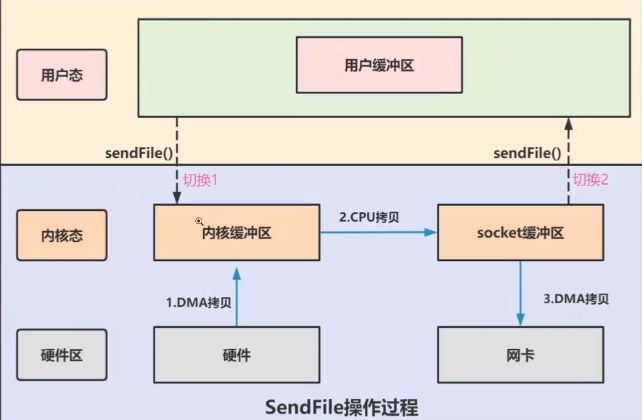 用户态
用户缓冲区
sendFile()
切换1
sendFile()
切换2
内核态
内核缓冲区
2.CPU拷贝
socket缓冲区
1.DMA拷贝
3.DMA拷贝
硬件区
硬件
网卡
SendFile操作过程